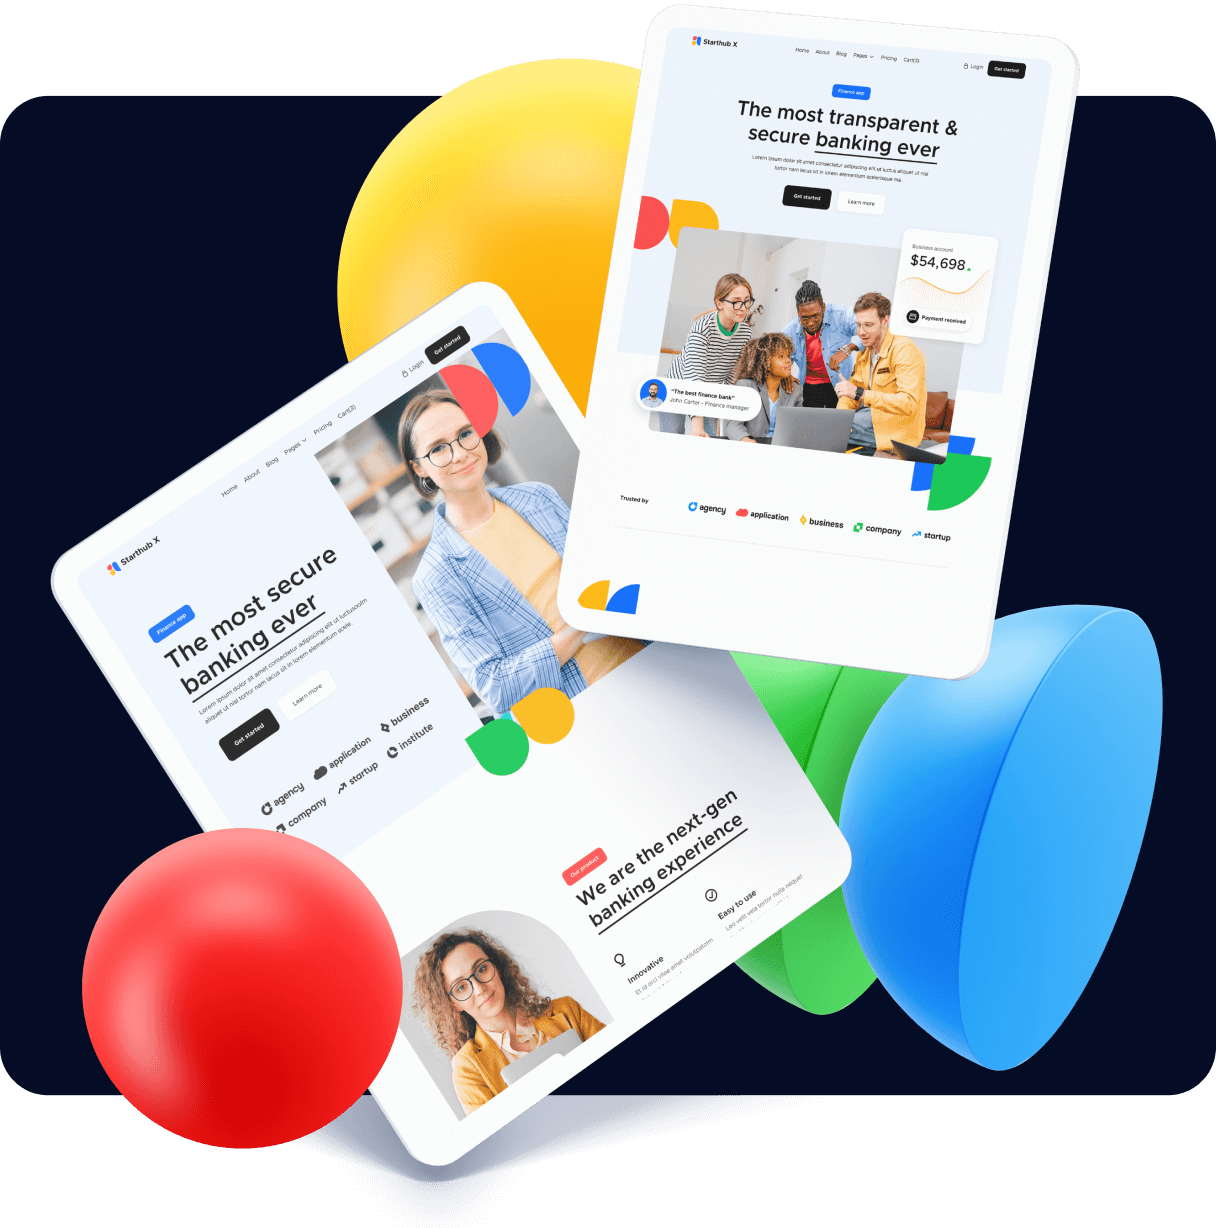 Starthub X
Home About Blog Pages Pricing Cart(3)
Login
Get started
Finance app
The most transparent &
secure banking ever
Lorem ipsum dolor sit amet consectetur adipiscing elit ut luctus aliquet ut nisl
tortor nam lacus sit in lorem elementum scelerisque me.
Get started
Learn more
Business account
$54,698
Payment received
"The best finance bank"
John Carter - Finance manager
Trusted by
agency
application
business
company
startup
Starthub X
Home About Blog Pages Pricing Cart(3)
Login
Get started
Finance app
The most secure
banking ever
Lorem ipsum dolor sit amet consectetur adipiscing elit ut luctusoolm
aliquet ut nisl tortor nam lacus sit in lorem elementum scele.
Get started
Learn more
agency
application
business
company
startup
institute
Our product
We are the next-gen
banking experience
Innovative
Et id orci vitae amet volutpatolm
Easy to use
Leo velit vela tortor nulla nequet